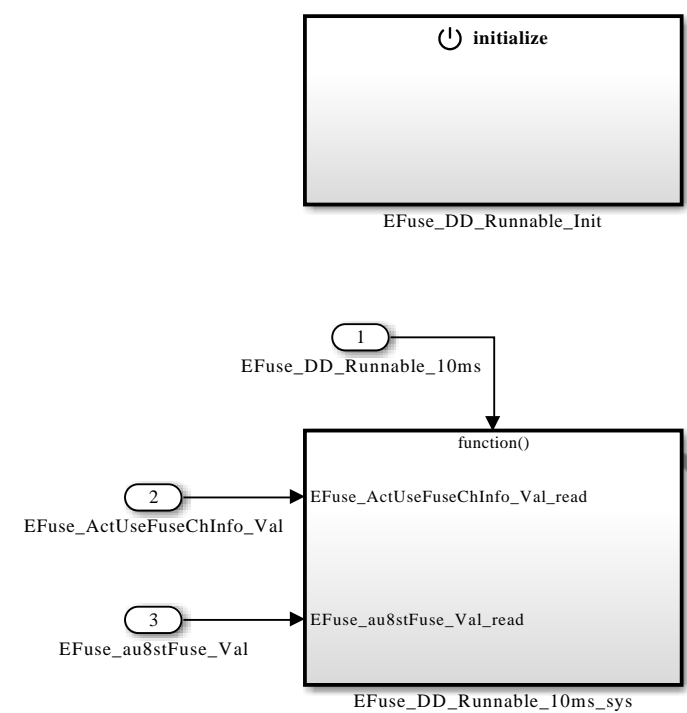 initialize
EFuse_DD_Runnable_Init
1
EFuse_DD_Runnable_10ms
function()
2
EFuse_ActUseFuseChInfo_Val_read
EFuse_ActUseFuseChInfo_Val
3
EFuse_au8stFuse_Val_read
EFuse_au8stFuse_Val
EFuse_DD_Runnable_10ms_sys